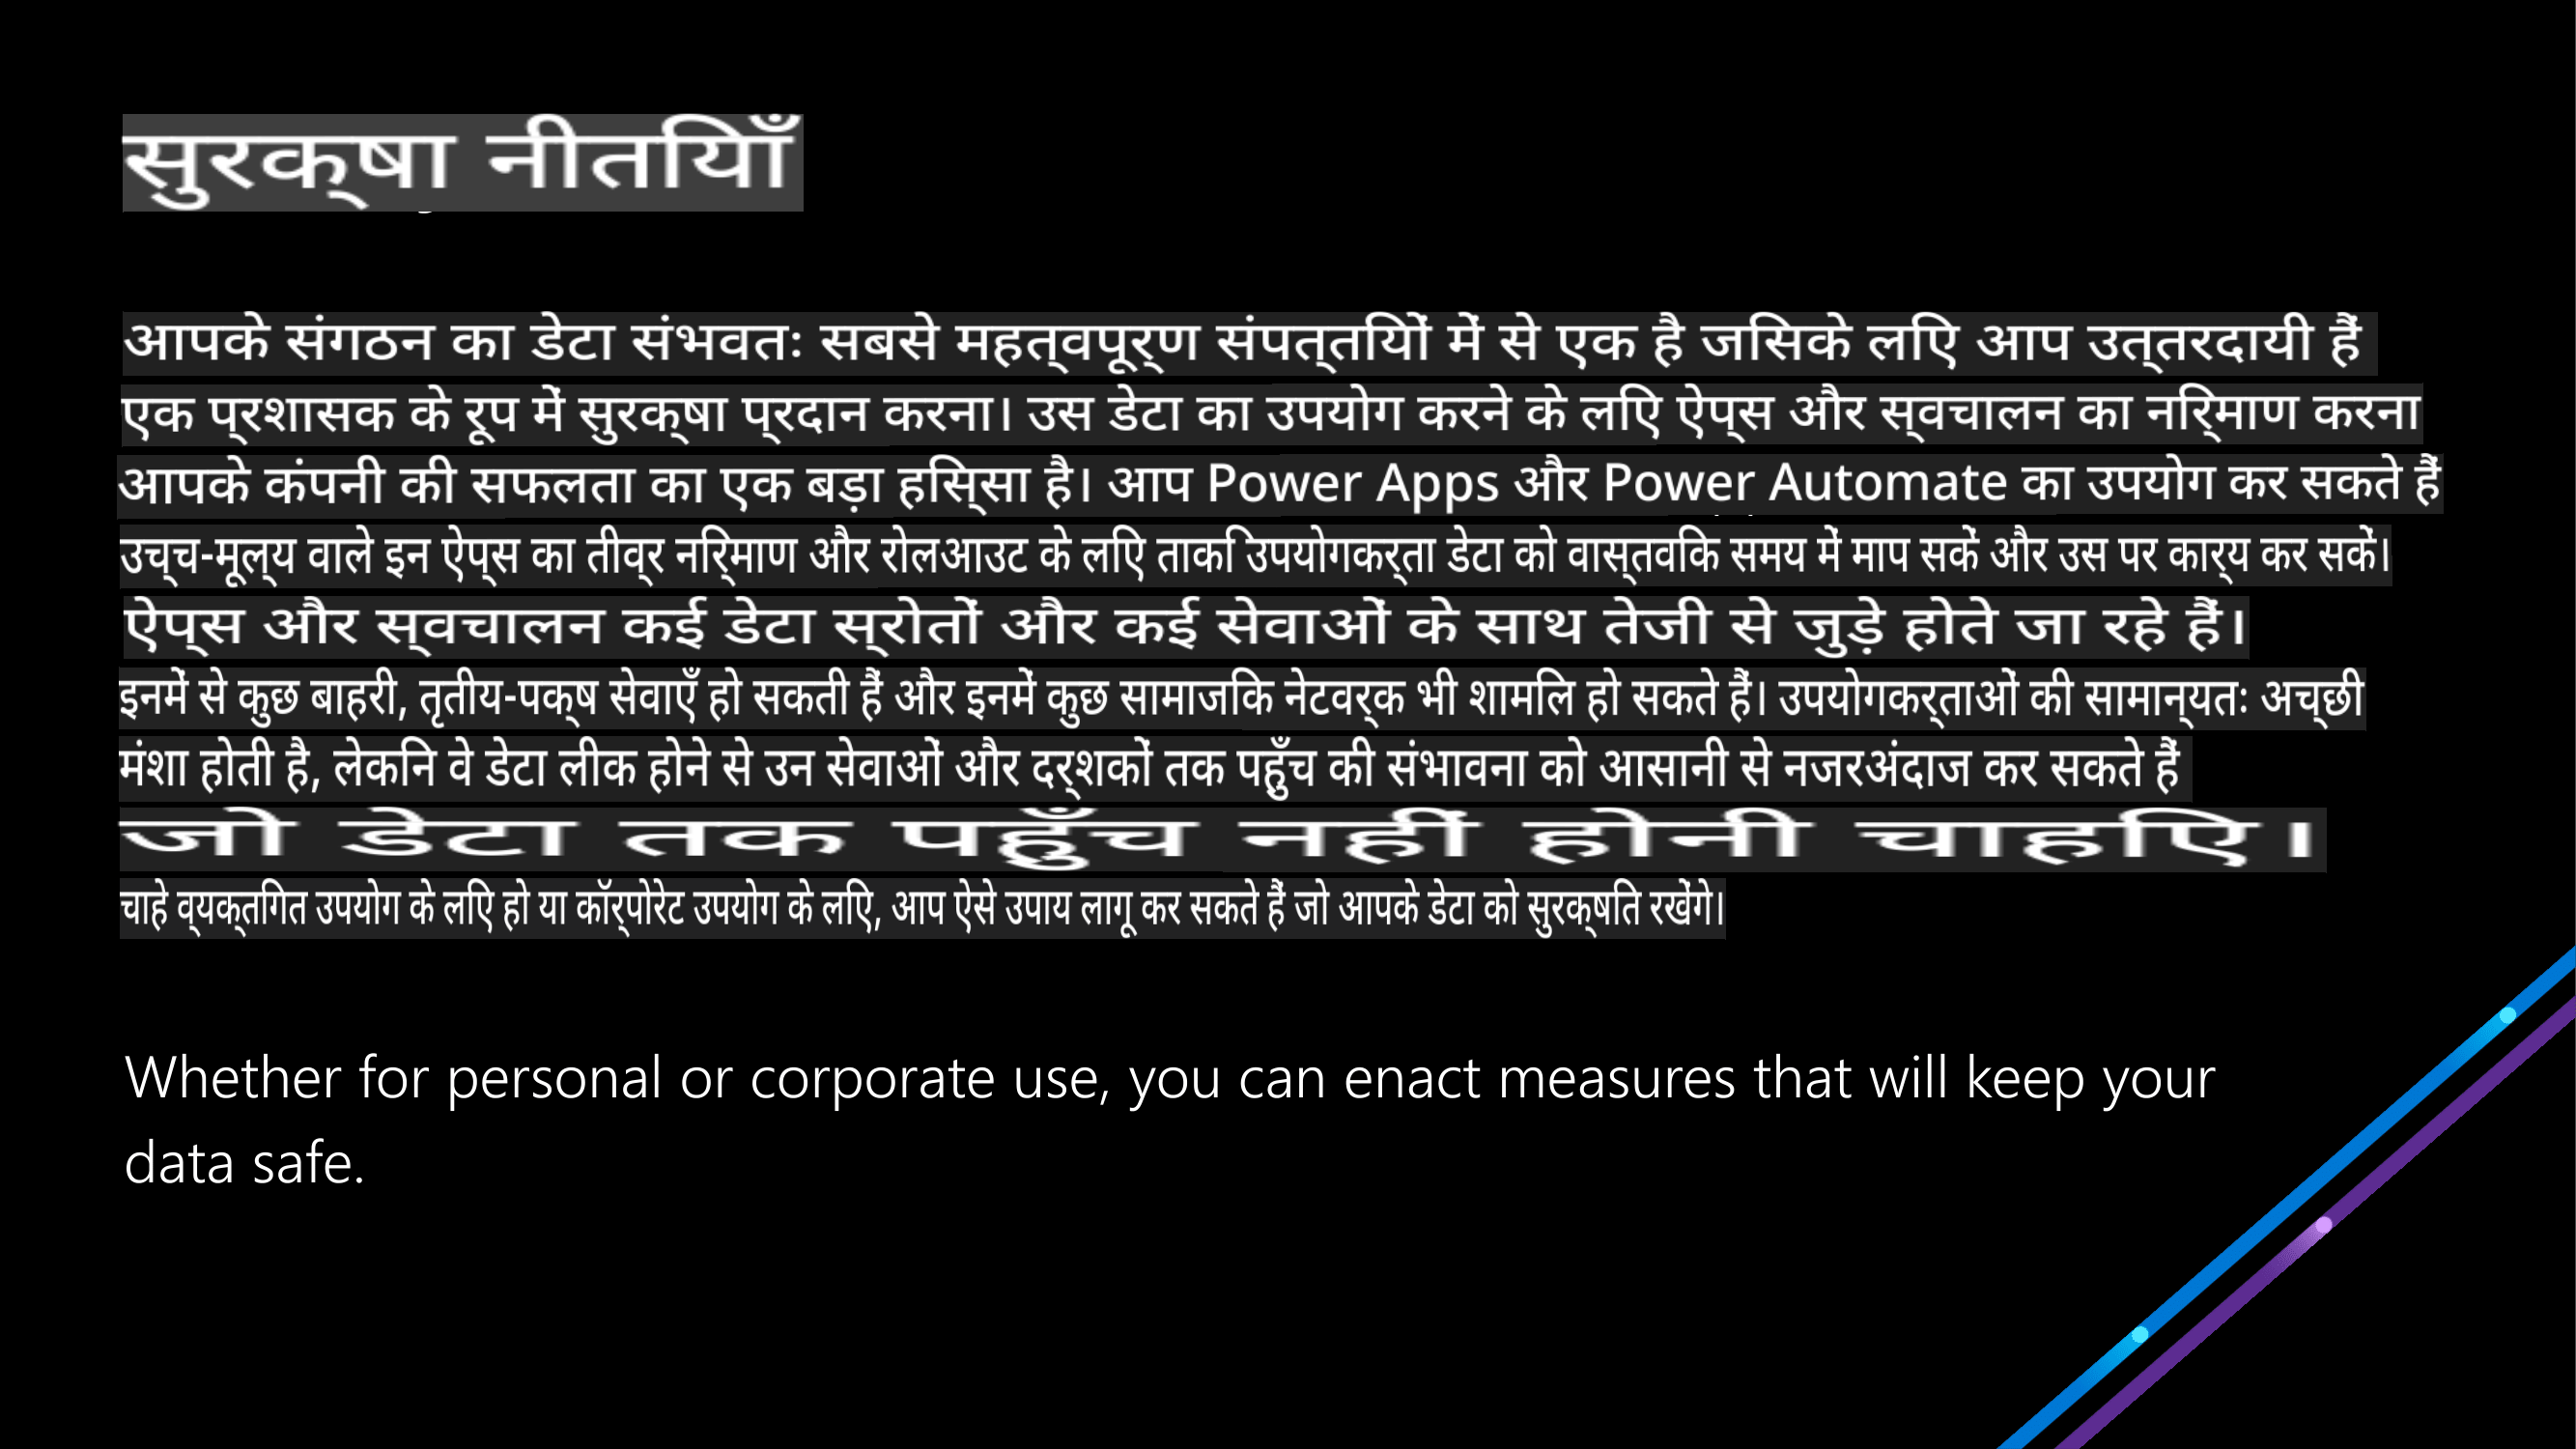 सुरक्षा नीतियाँ
आपके संगठन का डेटा संभवतः सबसे महत्वपूर्ण संपत्तियों में से एक है जिसके लिए आप उत्तरदायी हैं
एक प्रशासक के रूप में सुरक्षा प्रदान करना। उस डेटा का उपयोग करने के लिए ऐप्स और स्वचालन का निर्माण करना
आपके कंपनी की सफलता का एक बड़ा हिस्सा है। आप Power Apps और Power Automate का उपयोग कर सकते हैं
उच्च-मूल्य वाले इन ऐप्स का तीव्र निर्माण और रोलआउट के लिए ताकि उपयोगकर्ता डेटा को वास्तविक समय में माप सकें और उस पर कार्य कर सकें।
ऐप्स और स्वचालन कई डेटा स्रोतों और कई सेवाओं के साथ तेजी से जुड़े होते जा रहे हैं।
इनमें से कुछ बाहरी, तृतीय-पक्ष सेवाएँ हो सकती हैं और इनमें कुछ सामाजिक नेटवर्क भी शामिल हो सकते हैं। उपयोगकर्ताओं की सामान्यतः अच्छी
मंशा होती है, लेकिन वे डेटा लीक होने से उन सेवाओं और दर्शकों तक पहुँच की संभावना को आसानी से नजरअंदाज कर सकते हैं
जो डेटा तक पहुँच नहीं होनी चाहिए।
चाहे व्यक्तिगत उपयोग के लिए हो या कॉर्पोरेट उपयोग के लिए, आप ऐसे उपाय लागू कर सकते हैं जो आपके डेटा को सुरक्षित रखेंगे।
Whether for personal or corporate use, you can enact measures that will keep your
data safe.